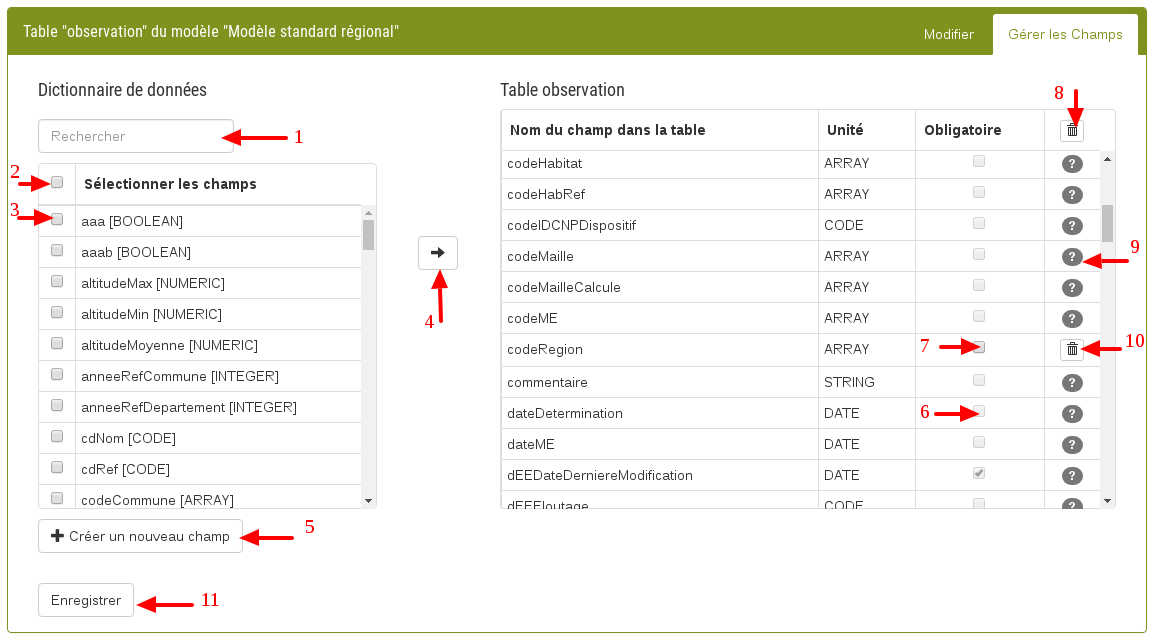 Table "observation" du modèle "Modèle standard régional"
Modifier
Gérer les Champs
Dictionnaire de données
Rechercher
1
2
Sélectionner les champs
3
aaa [BOOLEAN]
aaab [BOOLEAN]
altitudeMax [NUMERIC]
altitudeMin [NUMERIC]
altitudeMoyenne [NUMERIC]
anneeRefCommune [INTEGER]
anneeRefDepartement [INTEGER]
cdNom [CODE]
cdRef [CODE]
codeCommune [ARRAY]
4
Créer un nouveau champ
5
Enregistrer
11
Table observation
8
Nom du champ dans la table Unité Obligatoire
codeHabitat ARRAY ?
codeHabRef ARRAY ?
codeIDCNPDispositif CODE ?
codeMaille ARRAY ? 9
codeMailleCalcule ARRAY ?
codeME ARRAY ?
codeRegion ARRAY 7 10
commentaire STRING ?
dateDetermination DATE 6 ?
dateME DATE ?
dEEDateDerniereModification DATE ?
dEEFloutage CODE ?